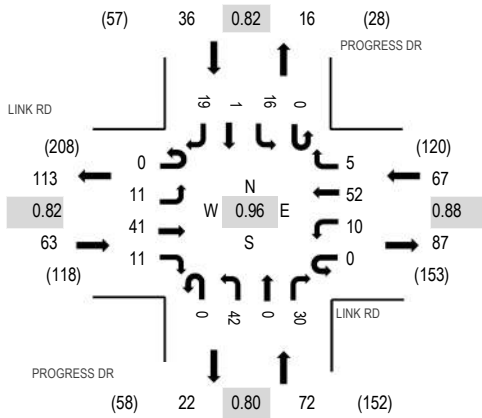 (57) 36 0.82 16 (28)
PROGRESS DR
19 1 16 0
LINK RD
(208) (120)
0 5
113 67
11 N 52
0.82 W 0.96 E 0.88
41 S 10
63 87
11 0
(118) (153)
0 42 0 30
LINK RD
PROGRESS DR
(58) 22 0.80 72 (152)